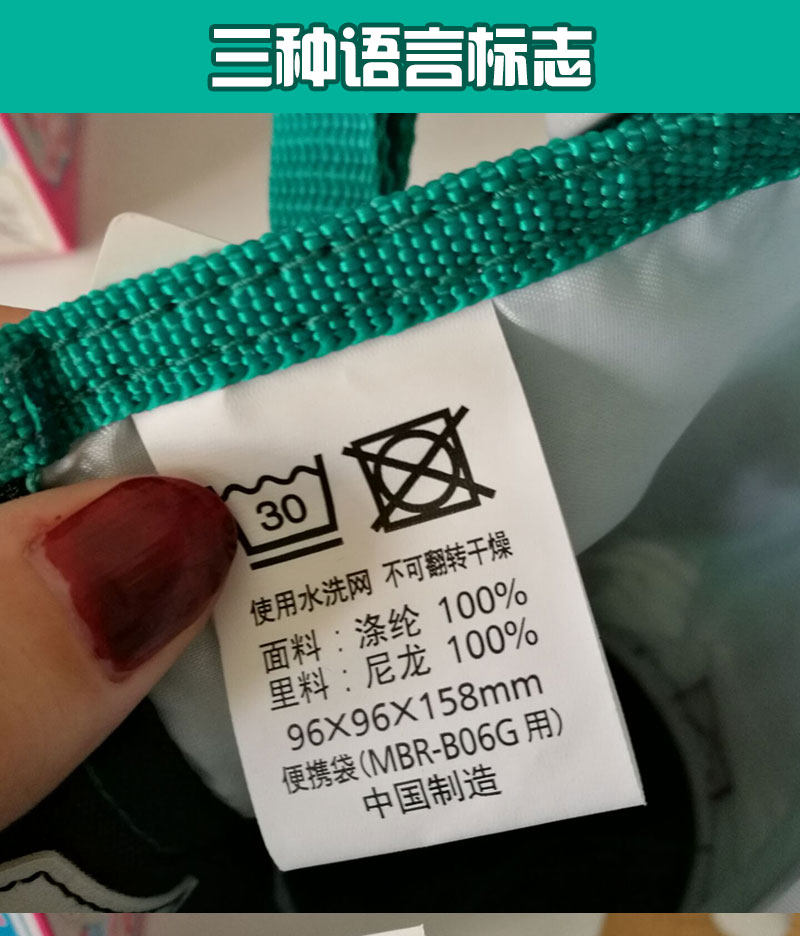 三种语言标志
30
使用水洗网 不可翻转干燥
面料：涤纶 100%
里料：尼龙 100%
96×96×158mm
便携袋(MBR-B06G 用)
中国制造